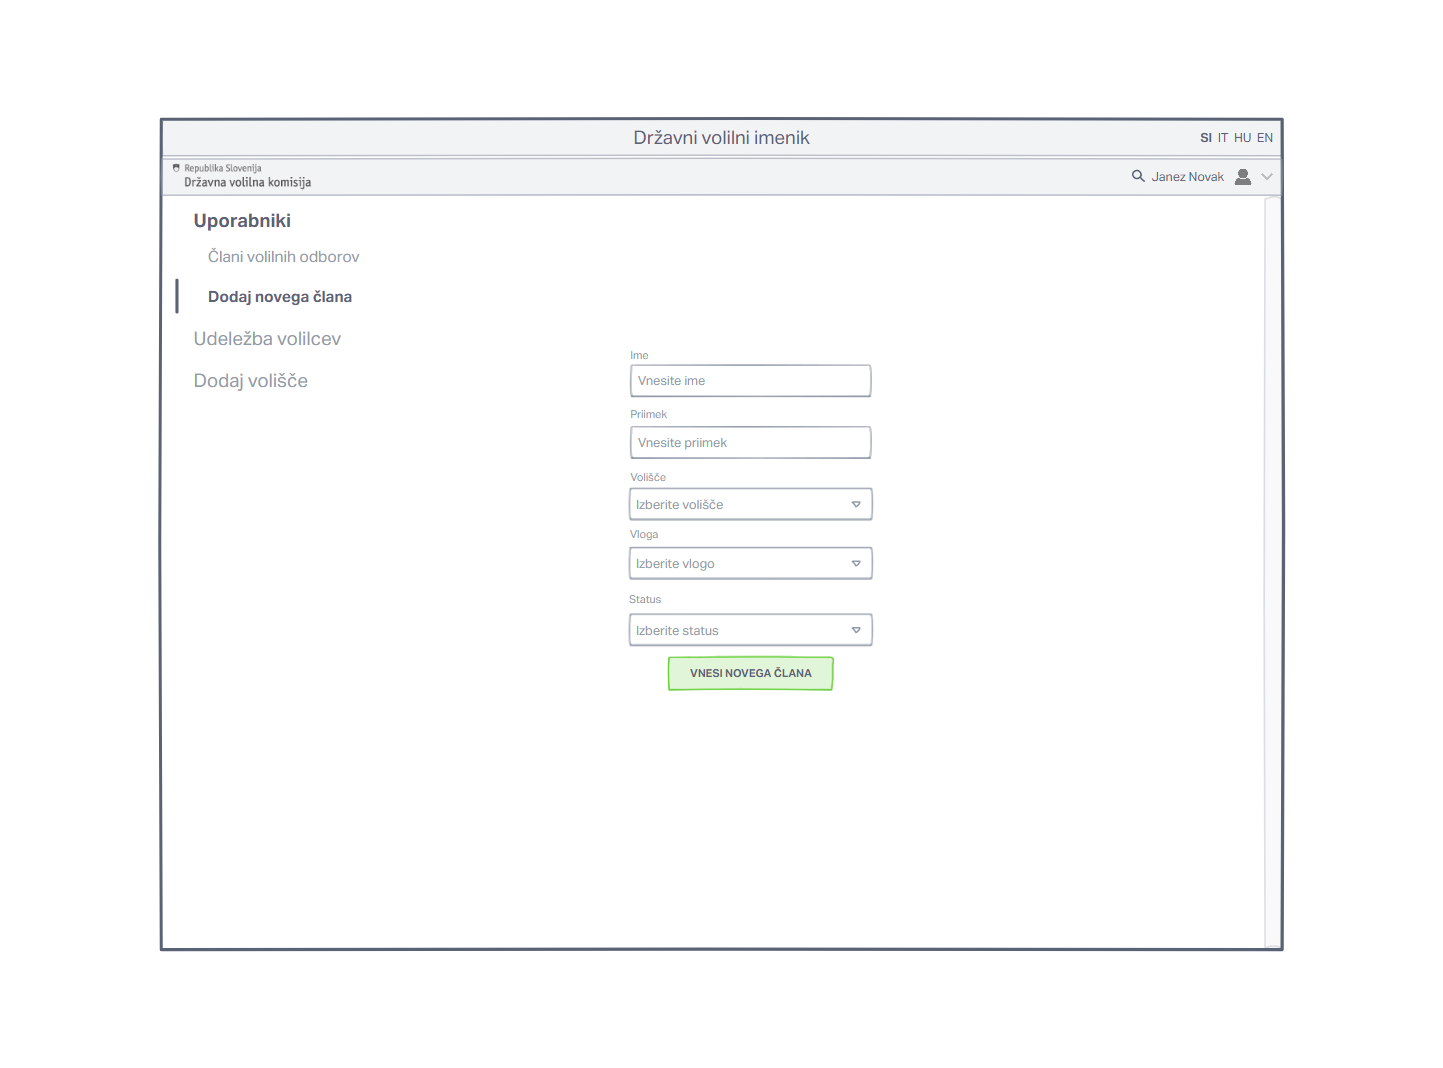 Državni volilni imenik
SI IT HU EN
Republika Slovenija
Državna volilna komisija
Janez Novak
Uporabniki
Člani volilnih odborov
Dodaj novega člana
Udeležba volilcev
Dodaj volišče
Ime
Vnesite ime
Priimek
Vnesite priimek
Volišče
Izberite volišče
Vloga
Izberite vlogo
Status
Izberite status
VNESI NOVEGA ČLANA